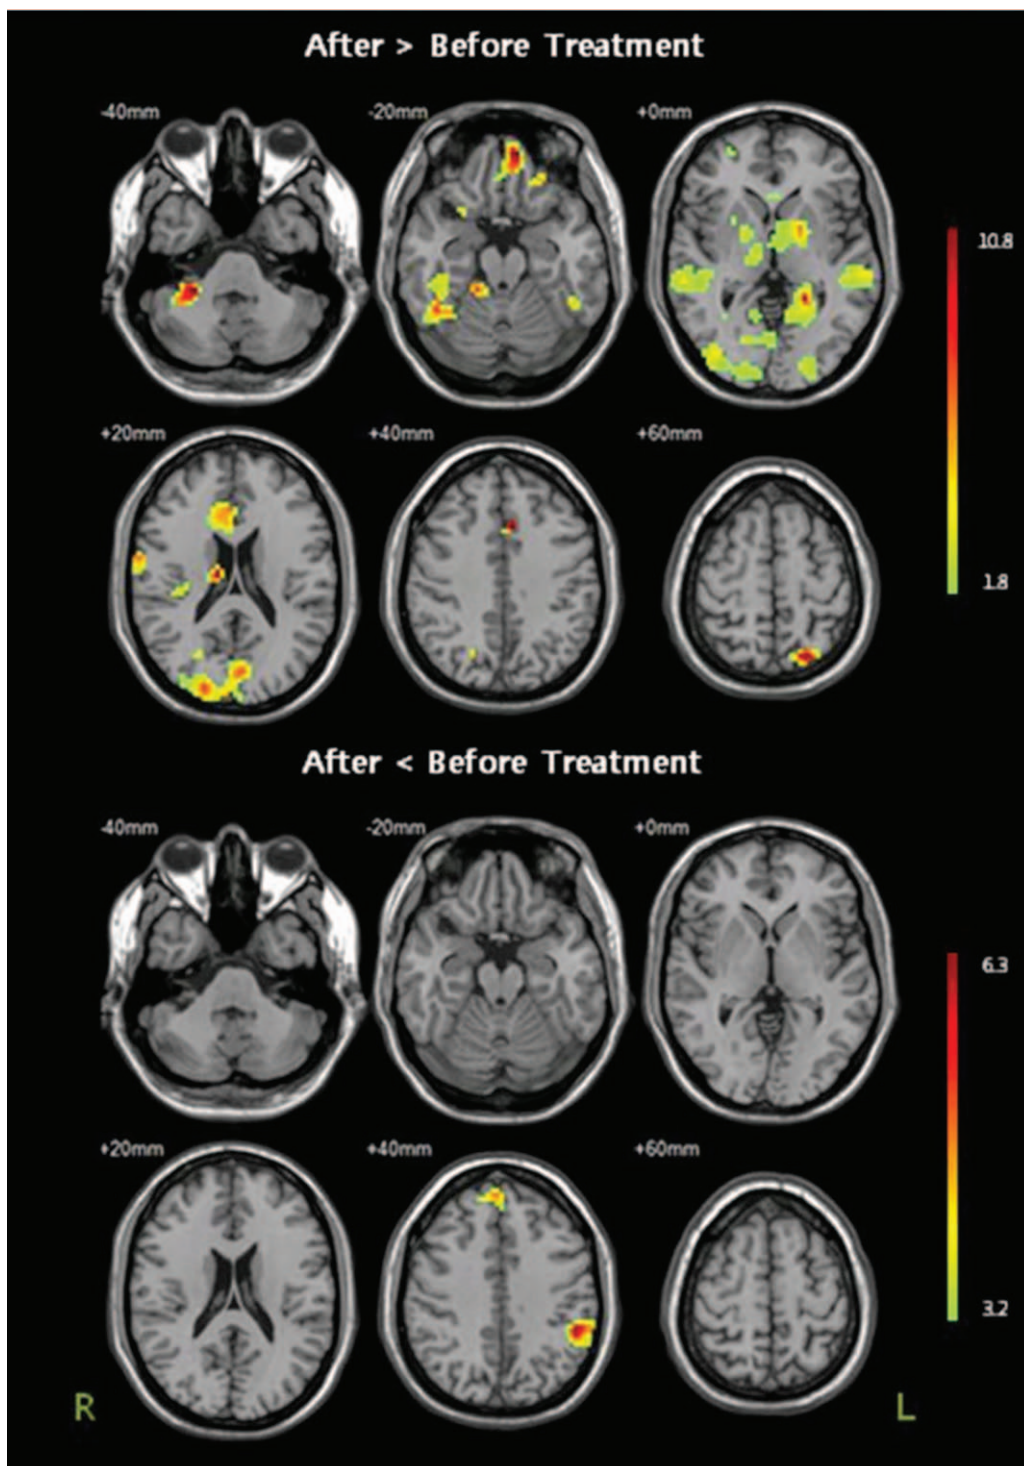 After > Before Treatment
-40mm
-20mm
+0mm
10.8
+20mm
+40mm
+60mm
1.8
After < Before Treatment
-40mm
-20mm
+0mm
6.3
+20mm
+40mm
+60mm
3.2
R
L